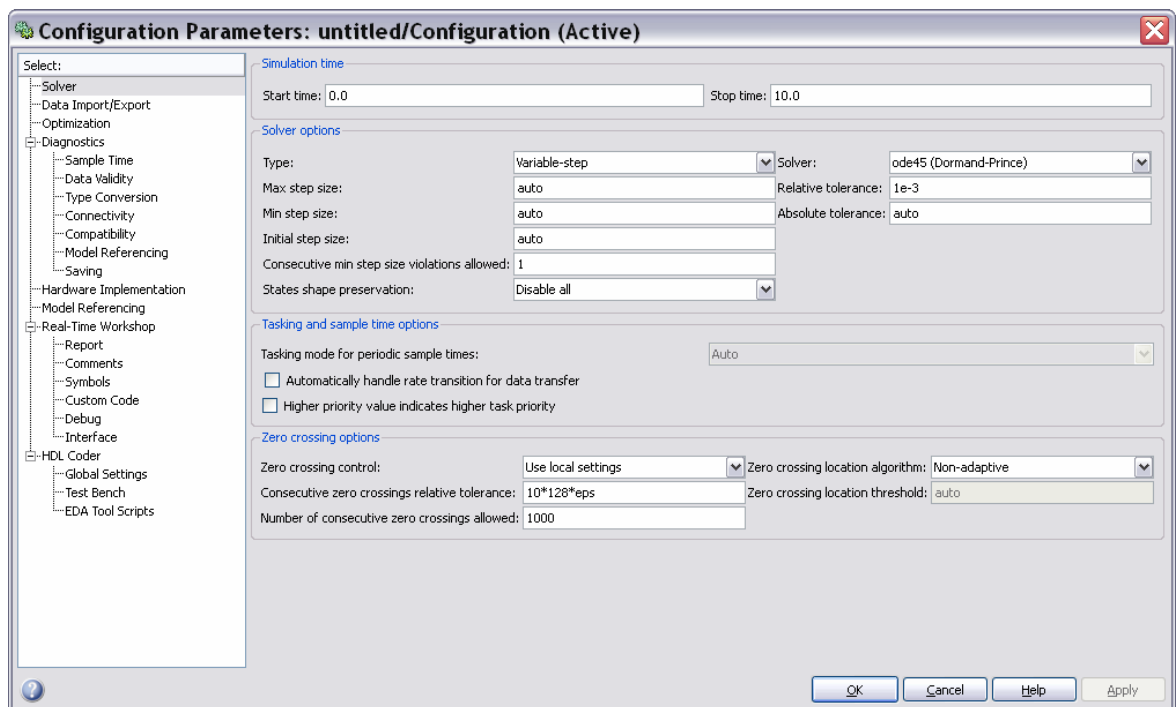 Configuration Parameters: untitled/Configuration (Active)
Select:
Solver
Data Import/Export
Optimization
Diagnostics
Sample Time
Data Validity
Type Conversion
Connectivity
Compatibility
Model Referencing
Saving
Hardware Implementation
Model Referencing
Real-Time Workshop
Report
Comments
Symbols
Custom Code
Debug
Interface
HDL Coder
Global Settings
Test Bench
EDA Tool Scripts
Simulation time
Start time: 0.0 Stop time: 10.0
Solver options
Type: Variable-step Solver: ode45 (Dormand-Prince)
Max step size: auto Relative tolerance: 1e-3
Min step size: auto Absolute tolerance: auto
Initial step size: auto
Consecutive min step size violations allowed: 1
States shape preservation: Disable all
Tasking and sample time options
Tasking mode for periodic sample times: Auto
Automatically handle rate transition for data transfer
Higher priority value indicates higher task priority
Zero crossing options
Zero crossing control: Use local settings Zero crossing location algorithm: Non-adaptive
Consecutive zero crossings relative tolerance: 10*128*eps Zero crossing location threshold: auto
Number of consecutive zero crossings allowed: 1000
? OK Cancel Help Apply